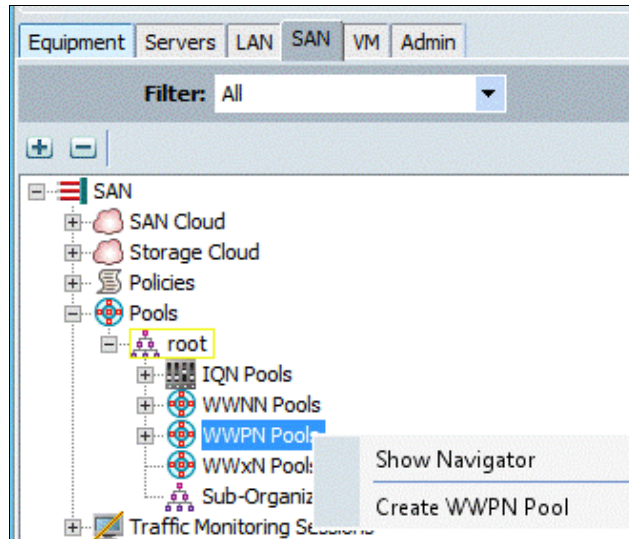 Equipment Servers LAN SAN VM Admin
Filter: All
SAN
SAN Cloud
Storage Cloud
Policies
Pools
root
IQN Pools
WWNN Pools
WWPN Pools
WWxN Pools
Show Navigator
Sub-Organiz
Create WWPN Pool
Traffic Monitoring Sessions